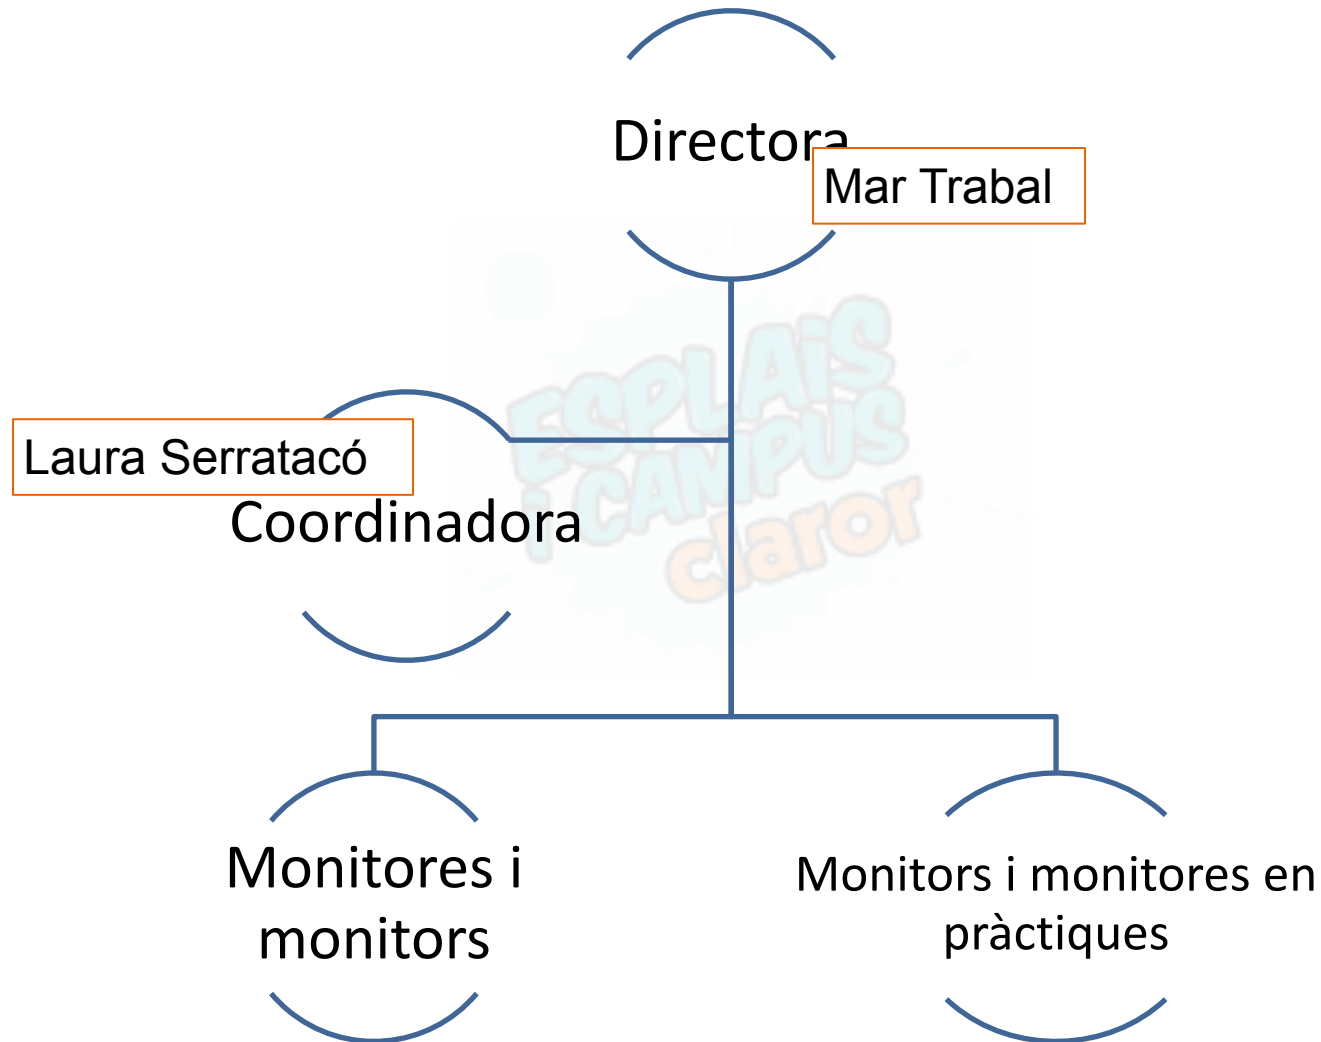 Directora
Mar Trabal
ESPLAiS
i CAMPUS
claror
Laura Serratacó
Coordinadora
Monitores i
monitors
Monitors i monitores en
pràctiques